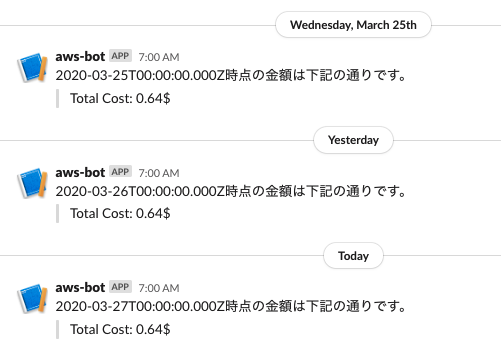 Wednesday, March 25th
aws-bot APP 7:00 AM
2020-03-25T00:00:00.000Z時点の金額は下記の通りです。
Total Cost: 0.64$
Yesterday
aws-bot APP 7:00 AM
2020-03-26T00:00:00.000Z時点の金額は下記の通りです。
Total Cost: 0.64$
Today
aws-bot APP 7:00 AM
2020-03-27T00:00:00.000Z時点の金額は下記の通りです。
Total Cost: 0.64$